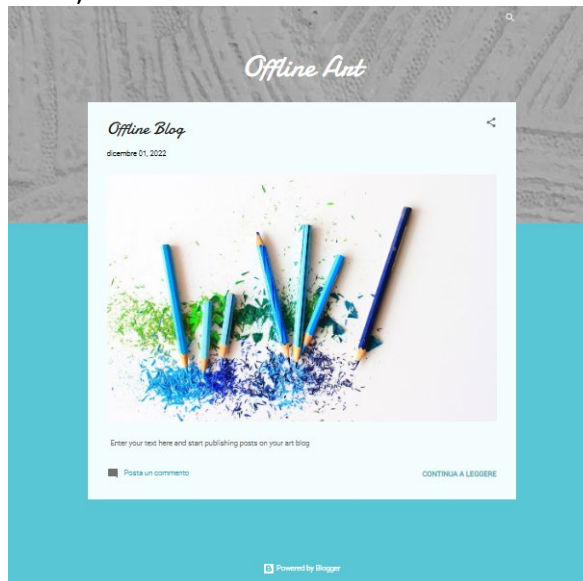 Offline Art
Offline Blog
dicembre 01, 2022
Enter your text here and start publishing posts on your art blog
Posta un commento
CONTINUA A LEGGERE
Powered by Blogger